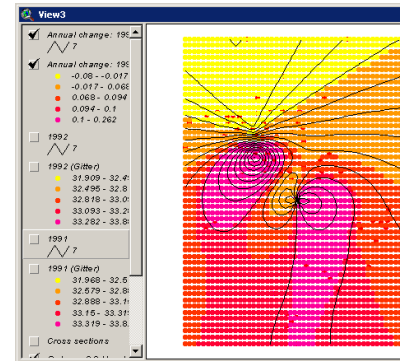 View3
Annual change: 199
7
Annual change: 199
-0.08 - -0.017
-0.017 - 0.068
0.068 - 0.094
0.094 - 0.1
0.1 - 0.262
1992
7
1992 (Gitter)
31.909 - 32.4
32.495 - 32.8
32.818 - 33.0
33.093 - 33.2
33.282 - 33.8
1991
7
1991 (Gitter)
31.968 - 32.5
32.579 - 32.8
32.888 - 33.1
33.15 - 33.31
33.319 - 33.8
Cross sections